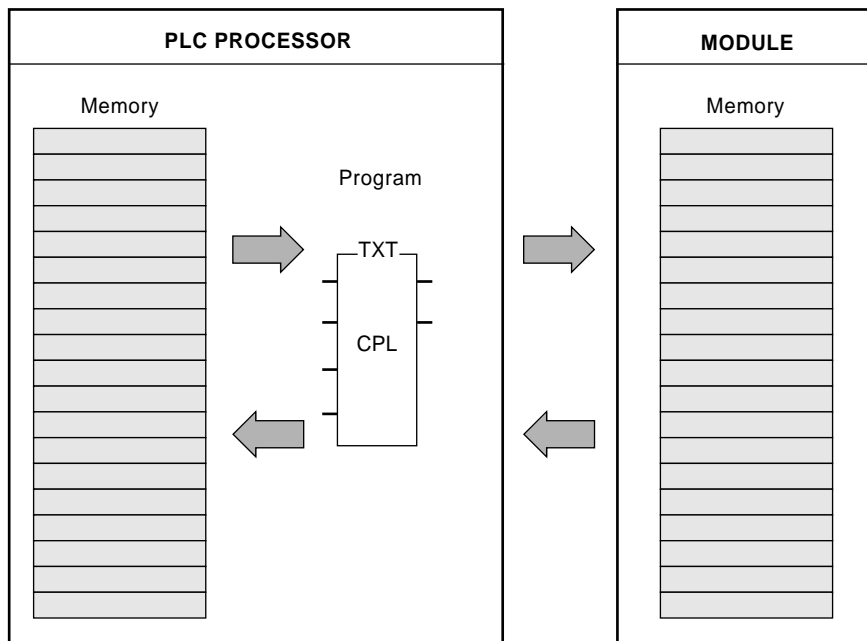 PLC PROCESSOR
MODULE
Memory
Memory
Program
TXT
CPL